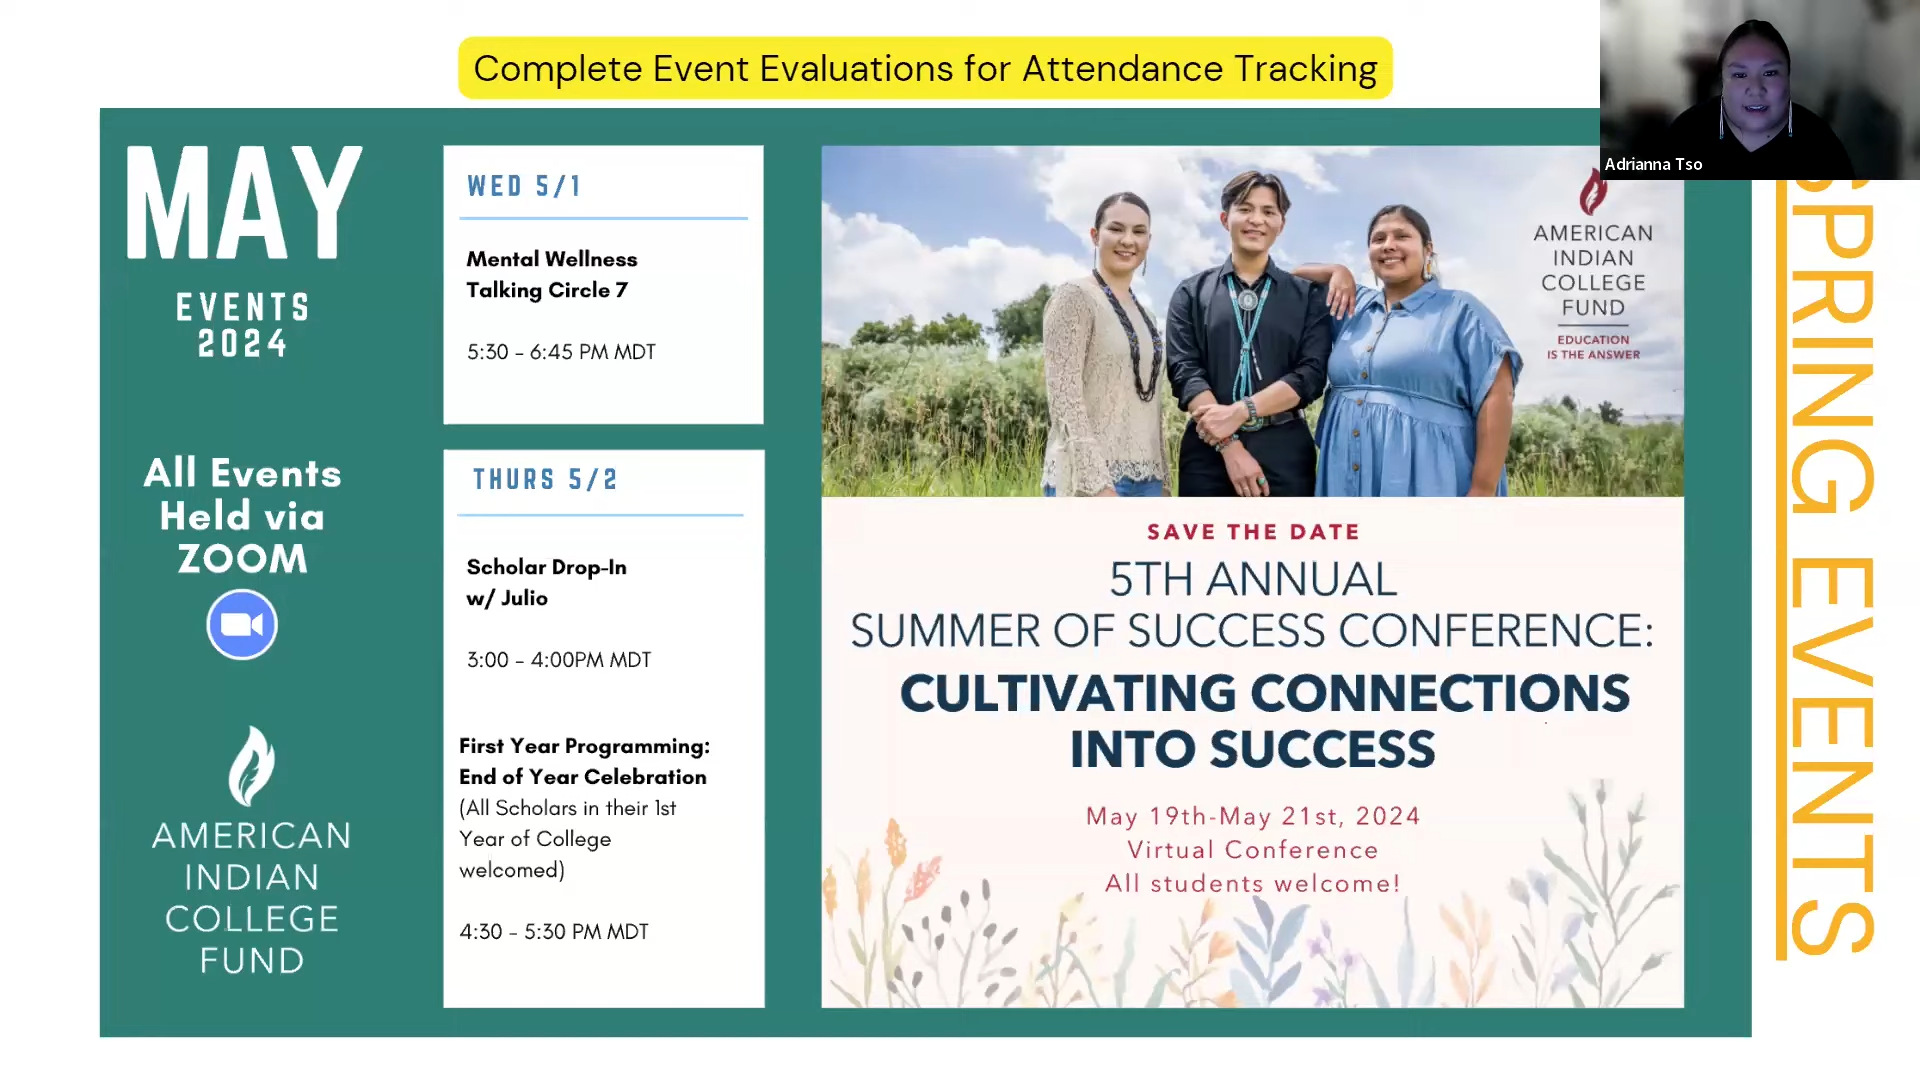 Complete Event Evaluations for Attendance Tracking
Adrianna Tso
MAY
EVENTS
2024
All Events
Held via
ZOOM
AMERICAN
INDIAN
COLLEGE
FUND
WED 5/1
Mental Wellness
Talking Circle 7
5:30 – 6:45 PM MDT
THURS 5/2
Scholar Drop-In
w/ Julio
3:00 – 4:00PM MDT
First Year Programming:
End of Year Celebration
(All Scholars in their 1st
Year of College
welcomed)
4:30 – 5:30 PM MDT
AMERICAN
INDIAN
COLLEGE
FUND
EDUCATION
IS THE ANSWER
SAVE THE DATE
5TH ANNUAL
SUMMER OF SUCCESS CONFERENCE:
CULTIVATING CONNECTIONS
INTO SUCCESS
May 19th-May 21st, 2024
Virtual Conference
All students welcome!
SPRING EVENTS